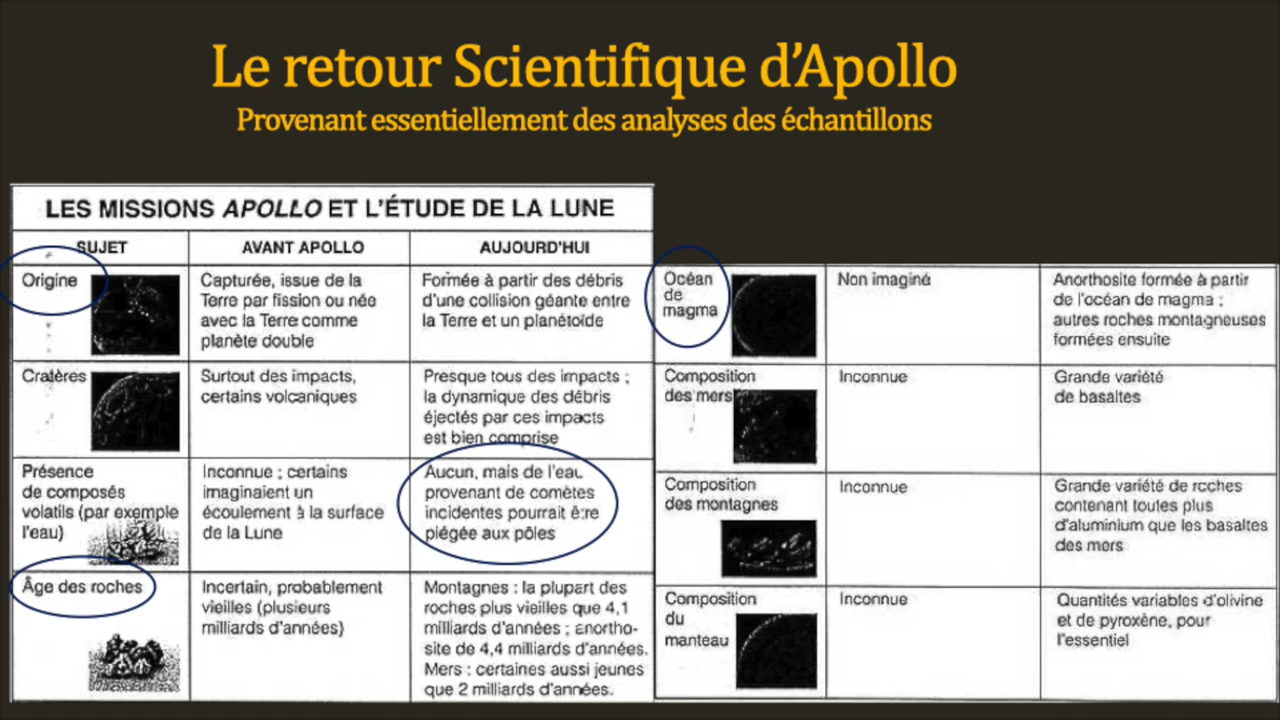 Le retour Scientifique d'Apollo
Provenant essentiellement des analyses des échantillons
LES MISSIONS APOLLO ET L'ÉTUDE DE LA LUNE
SUJET
AVANT APOLLO
AUJOURD'HUI
Origine
Capturée, issue de la
Terre par fission ou née
avec la Terre comme
planète double
Formée à partir des débris
d'une collision géante entre
la Terre et un planétoïde
Cratères
Surtout des impacts,
certains volcaniques
Presque tous des impacts ;
la dynamique des débris
éjectés par ces impacts
est bien comprise
Présence
de composés
volatils (par exemple
l'eau)
Inconnue ; certains
imaginaient un
écoulement à la surface
de la Lune
Aucun, mais de l'eau
provenant de comètes
incidentes pourrait être
piégée aux pôles
Âge des roches
Incertain, probablement
vieilles (plusieurs
milliards d'années)
Montagnes : la plupart des
roches plus vieilles que 4,1
milliards d'années ; anortho-
site de 4,4 milliards d'années.
Mers : certaines aussi jeunes
que 2 milliards d'années.
Océan
de
magma
Non imaginé
Anorthosite formée à partir
de l'océan de magma ;
autres roches montagneuses
formées ensuite
Composition
des mers
Inconnue
Grande variété
de basaltes
Composition
des montagnes
Inconnue
Grande variété de roches
contenant toutes plus
d'aluminium que les basaltes
des mers
Composition
du
manteau
Inconnue
Quantités variables d'olivine
et de pyroxène, pour
l'essentiel